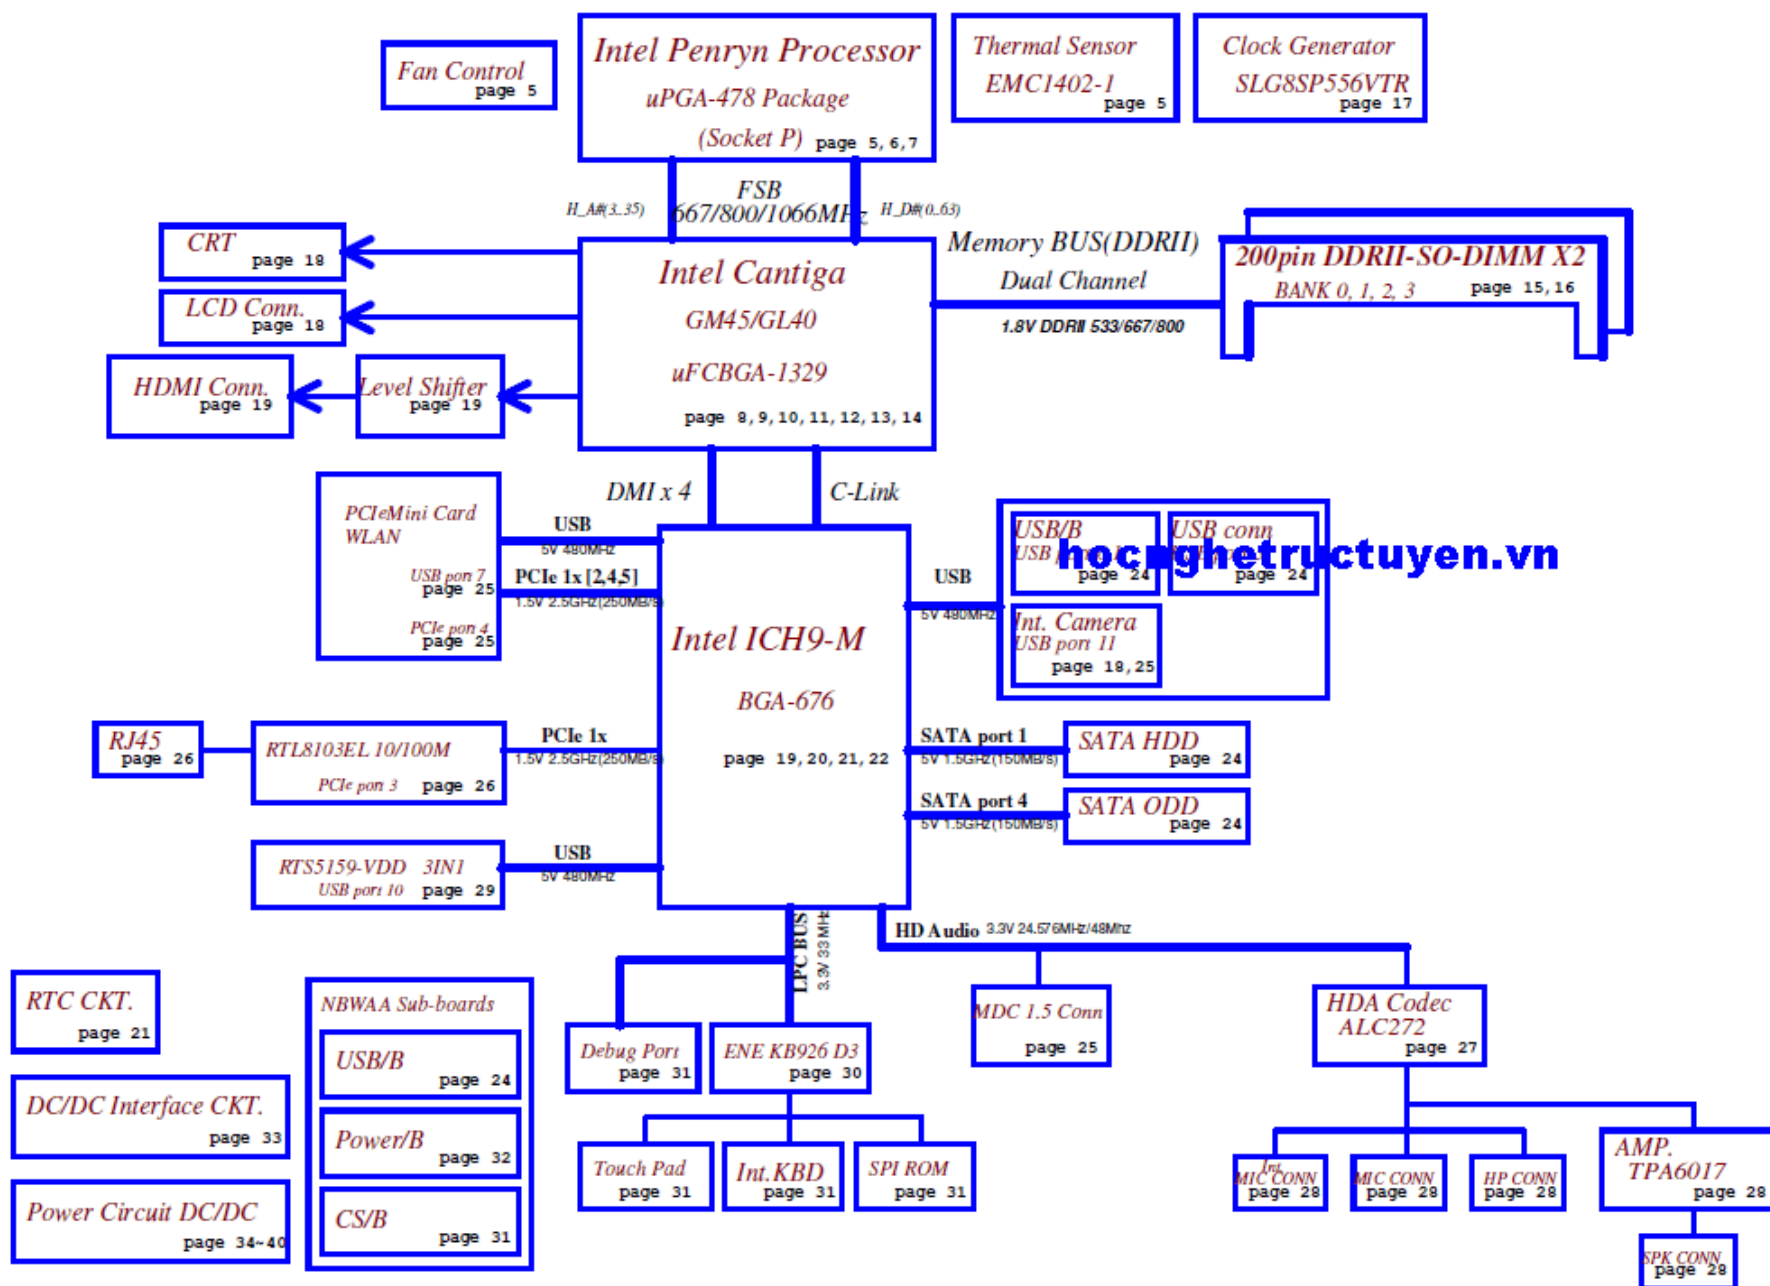 Intel Penryn Processor
uPGA-478 Package
(Socket P) page 5,6,7
Fan Control
page 5
Thermal Sensor
EMC1402-1
page 5
Clock Generator
SLG8SP556VTR
page 17
FSB
H_A#(3..35) 667/800/1066MHz H_D#(0..63)
CRT
page 18
LCD Conn.
page 18
HDMI Conn.
page 19
Level Shifter
page 19
Intel Cantiga
GM45/GL40
uFCBGA-1329
page 8,9,10,11,12,13,14
Memory BUS(DDRII)
Dual Channel
1.8V DDRII 533/667/800
200pin DDRII-SO-DIMM X2
BANK 0, 1, 2, 3 page 15,16
DMI x 4 C-Link
PCIeMini Card
WLAN
USB port 7
page 25
PCIe port 4
page 25
USB
5V 480MHz
PCIe 1x [2,4,5]
1.5V 2.5GHz(250MB/s)
Intel ICH9-M
BGA-676
page 19,20,21,22
USB
5V 480MHz
USB/B
USB port
page 24
USB conn
page 24
hocnghetructuyen.vn
Int. Camera
USB port 11
page 18,25
RJ45
page 26
RTL8103EL 10/100M
PCIe port 3 page 26
PCIe 1x
1.5V 2.5GHz(250MB/s)
SATA port 1
5V 1.5GHz(150MB/s)
SATA HDD
page 24
SATA port 4
5V 1.5GHz(150MB/s)
SATA ODD
page 24
RTS5159-VDD 3IN1
USB port 10 page 29
USB
5V 480MHz
LPC BUS
3.3V 33 MHz
HD Audio 3.3V 24.576MHz/48Mhz
RTC CKT.
page 21
DC/DC Interface CKT.
page 33
Power Circuit DC/DC
page 34~40
NBWAA Sub-boards
USB/B
page 24
Power/B
page 32
CS/B
page 31
Debug Port
page 31
ENE KB926 D3
page 30
Touch Pad
page 31
Int.KBD
page 31
SPI ROM
page 31
MDC 1.5 Conn
page 25
HDA Codec
ALC272
page 27
Int.
MIC CONN
page 28
MIC CONN
page 28
HP CONN
page 28
AMP.
TPA6017
page 28
SPK CONN
page 28